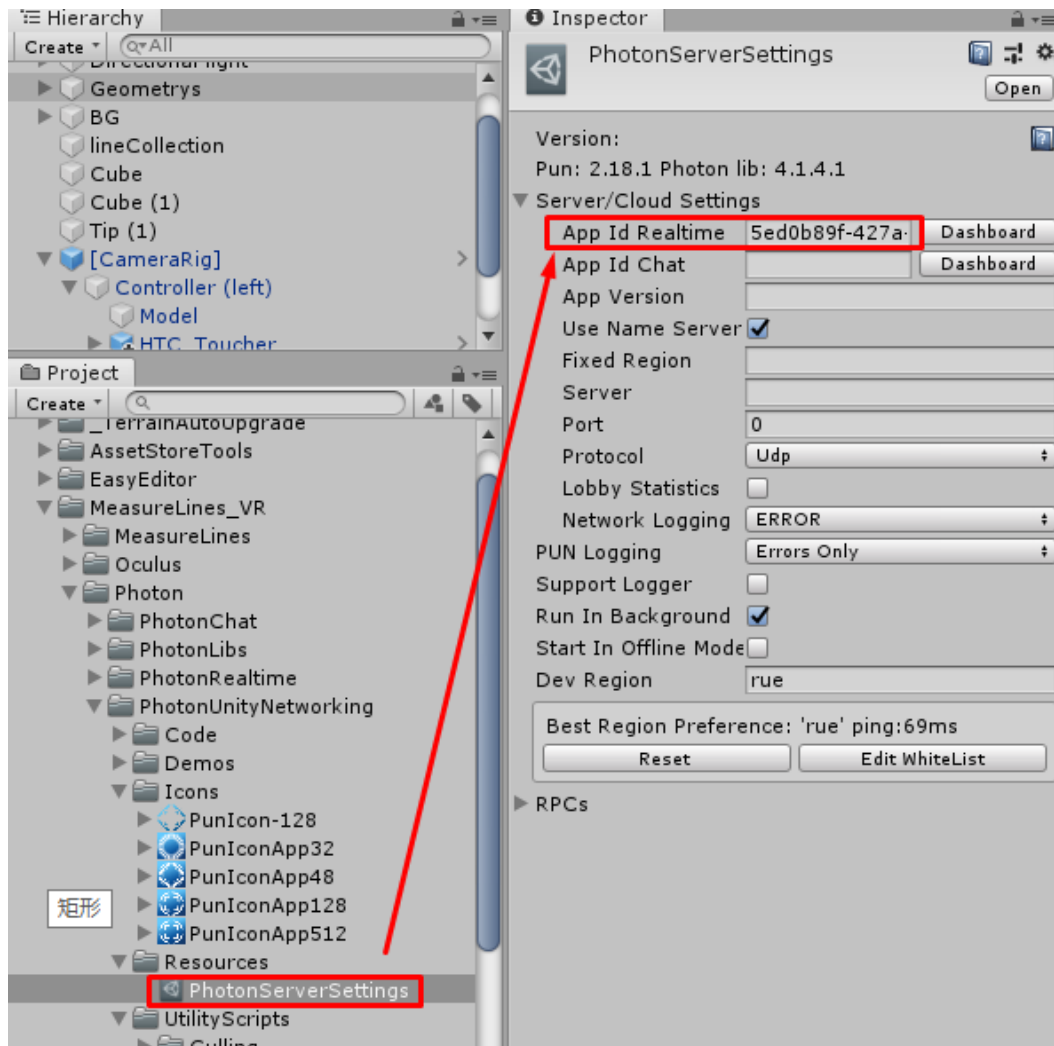 Hierarchy
Create
All
Directional light
Geometrys
BG
lineCollection
Cube
Cube (1)
Tip (1)
[CameraRig]
Controller (left)
Model
HTC_Toucher
Project
Create
_TerrainAutoUpgrade
AssetStoreTools
EasyEditor
MeasureLines_VR
MeasureLines
Oculus
Photon
PhotonChat
PhotonLibs
PhotonRealtime
PhotonUnityNetworking
Code
Demos
Icons
PunIcon-128
PunIconApp32
PunIconApp48
PunIconApp128
PunIconApp512
矩形
Resources
PhotonServerSettings
UtilityScripts
Culling
Inspector
PhotonServerSettings
Open
Version:
Pun: 2.18.1 Photon lib: 4.1.4.1
Server/Cloud Settings
App Id Realtime 5ed0b89f-427a- Dashboard
App Id Chat Dashboard
App Version
Use Name Server
Fixed Region
Server
Port 0
Protocol Udp
Lobby Statistics
Network Logging ERROR
PUN Logging Errors Only
Support Logger
Run In Background
Start In Offline Mode
Dev Region rue
Best Region Preference: 'rue' ping:69ms
Reset Edit WhiteList
RPCs